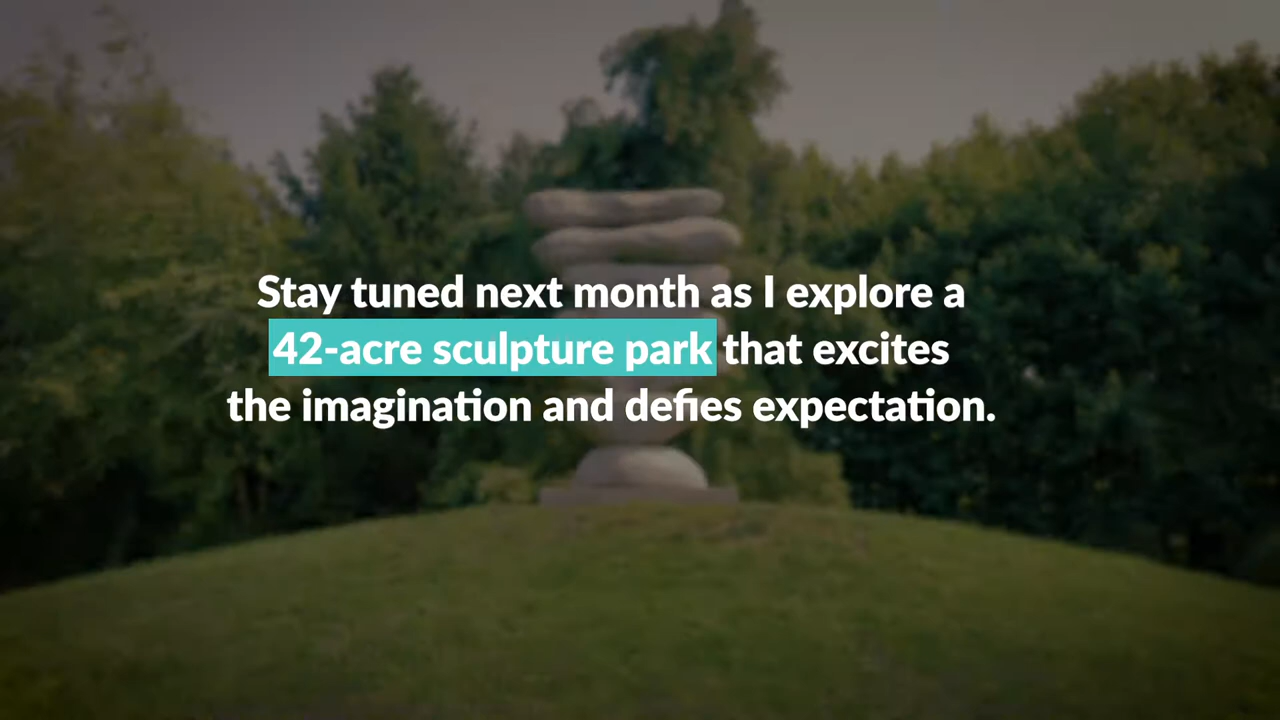 Stay tuned next month as I explore a
42-acre sculpture park that excites
the imagination and defies expectation.